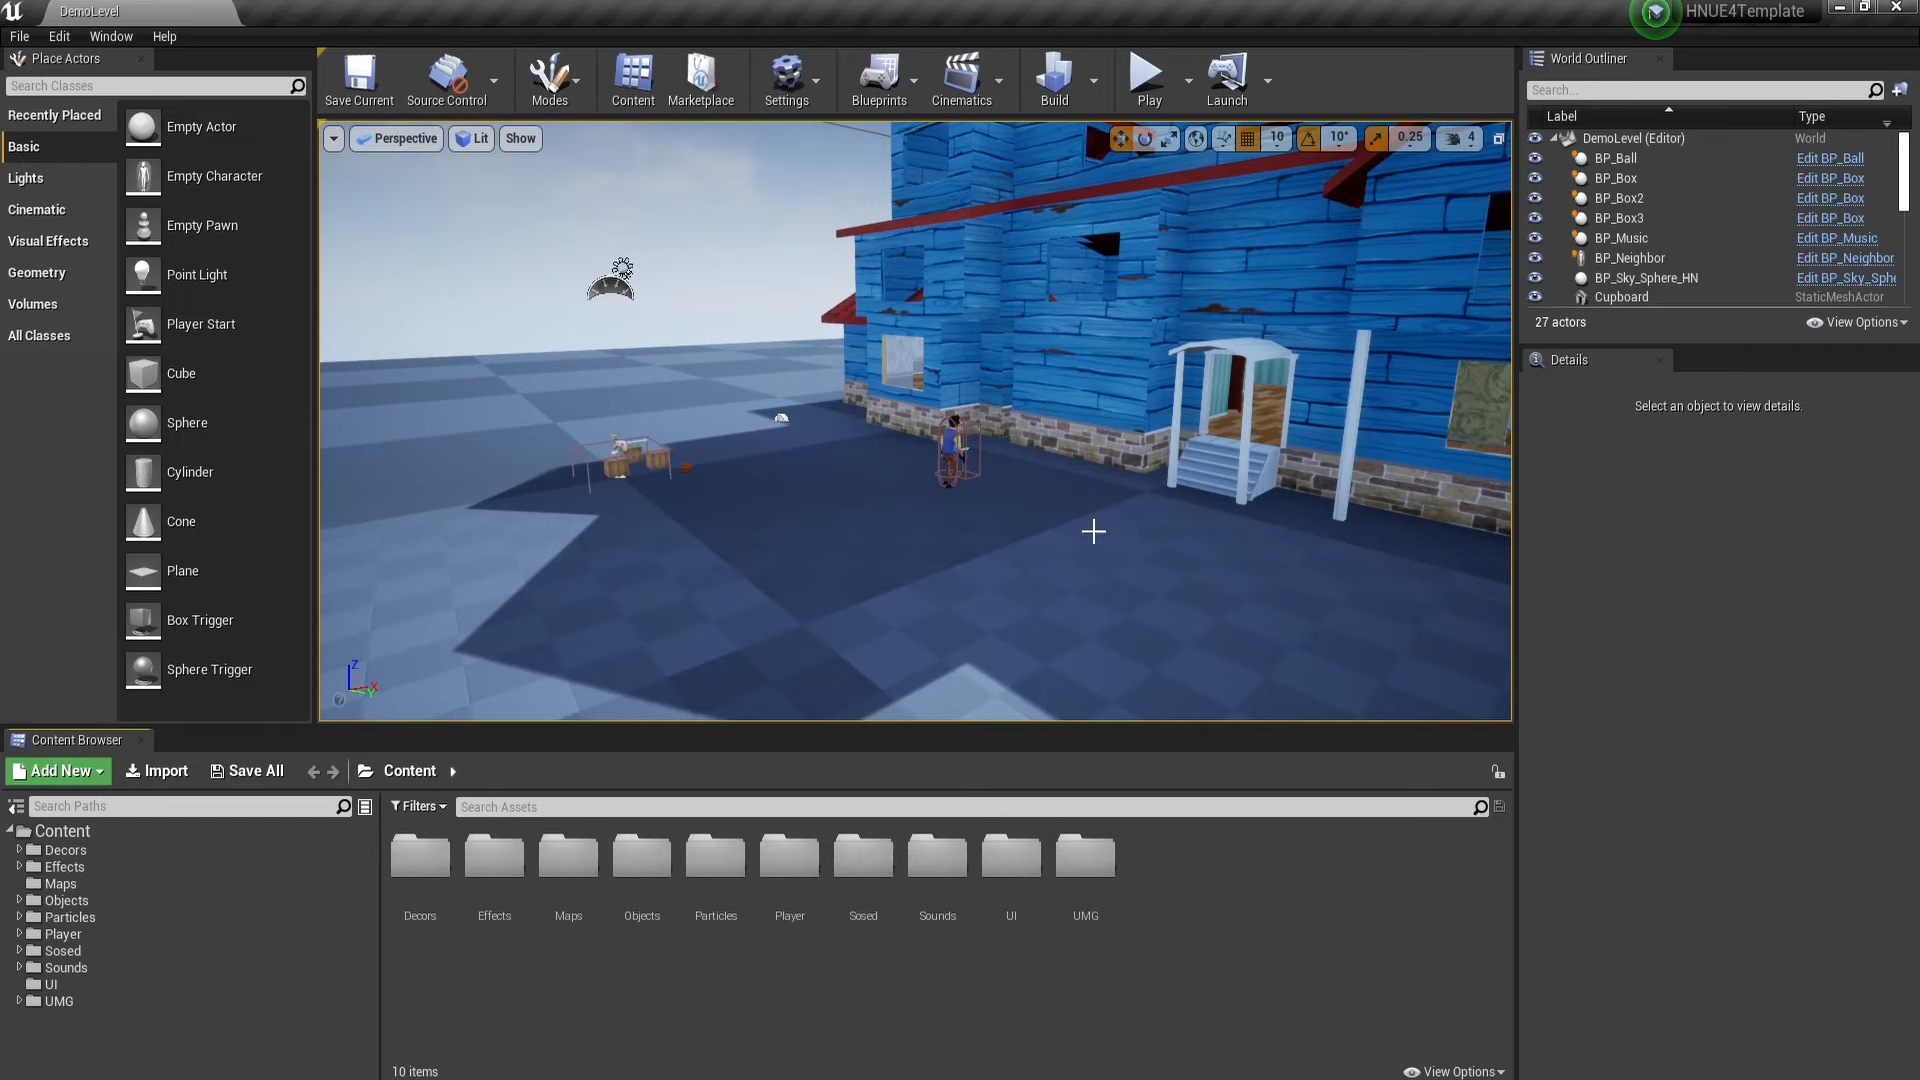 DemoLevel
HNUE4Template
File Edit Window Help
Place Actors
Search Classes
Recently Placed
Basic
Lights
Cinematic
Visual Effects
Geometry
Volumes
All Classes
Empty Actor
Empty Character
Empty Pawn
Point Light
Player Start
Cube
Sphere
Cylinder
Cone
Plane
Box Trigger
Sphere Trigger
Save Current Source Control Modes Content Marketplace Settings Blueprints Cinematics Build Play Launch
Perspective Lit Show
10 10° 0.25 4
Z
X
Y
World Outliner
Search...
Label Type
DemoLevel (Editor) World
BP_Ball Edit BP_Ball
BP_Box Edit BP_Box
BP_Box2 Edit BP_Box
BP_Box3 Edit BP_Box
BP_Music Edit BP_Music
BP_Neighbor Edit BP_Neighbor
BP_Sky_Sphere_HN Edit BP_Sky_Sphe
Cupboard StaticMeshActor
27 actors View Options
Details
Select an object to view details.
Content Browser
Add New Import Save All Content
Search Paths
Content
Decors
Effects
Maps
Objects
Particles
Player
Sosed
Sounds
UI
UMG
Filters Search Assets
Decors Effects Maps Objects Particles Player Sosed Sounds UI UMG
10 items View Options